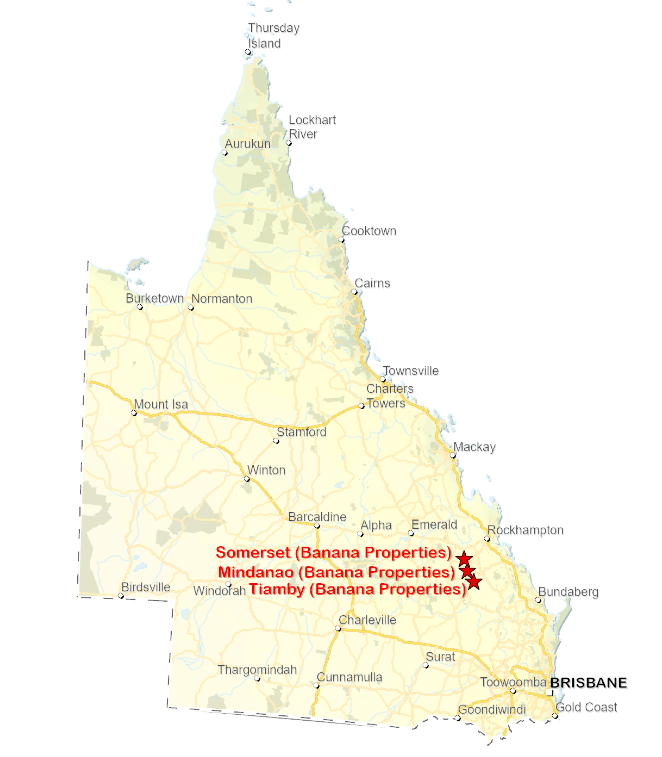 Thursday
Island
Lockhart
River
Aurukun
Cooktown
Cairns
Burketown
Normanton
Townsville
Charters
Towers
Mount Isa
Stamford
Mackay
Winton
Barcaldine
Alpha
Emerald
Rockhampton
Somerset (Banana Properties)
Mindanao (Banana Properties)
Tiamby (Banana Properties)
Birdsville
Windorah
Bundaberg
Charleville
Surat
Thargomindah
Cunnamulla
Toowoomba
BRISBANE
Goondiwindi
Gold Coast